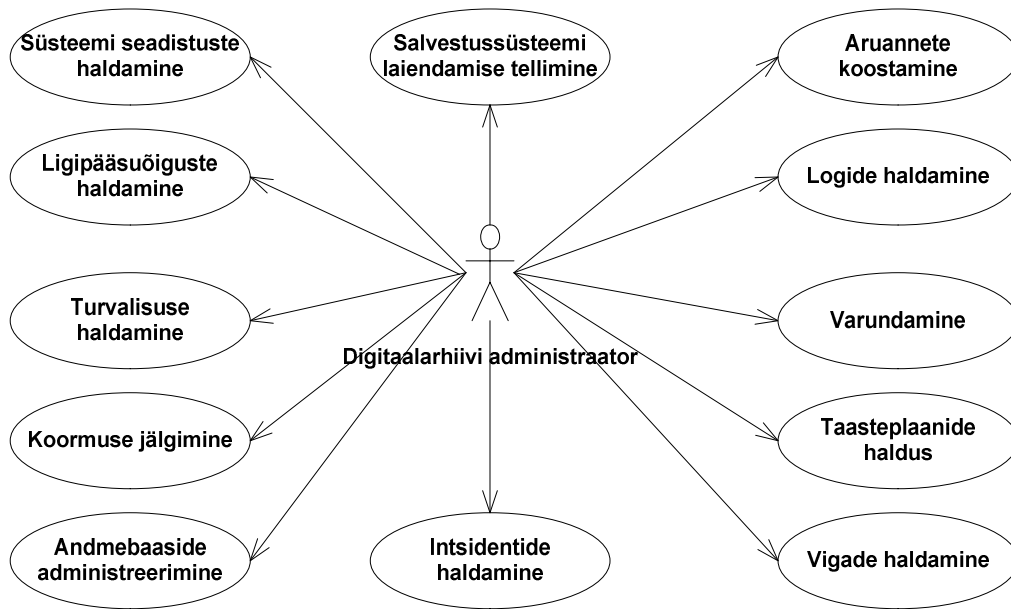 Süsteemi seadistuste
haldamine
Salvestussüsteemi
laiendamise tellimine
Aruannete
koostamine
Ligipääsuõiguste
haldamine
Logide haldamine
Turvalisuse
haldamine
Varundamine
Digitaalarhiivi administraator
Koormuse jälgimine
Taasteplaanide
haldus
Andmebaaside
administreerimine
Intsidentide
haldamine
Vigade haldamine